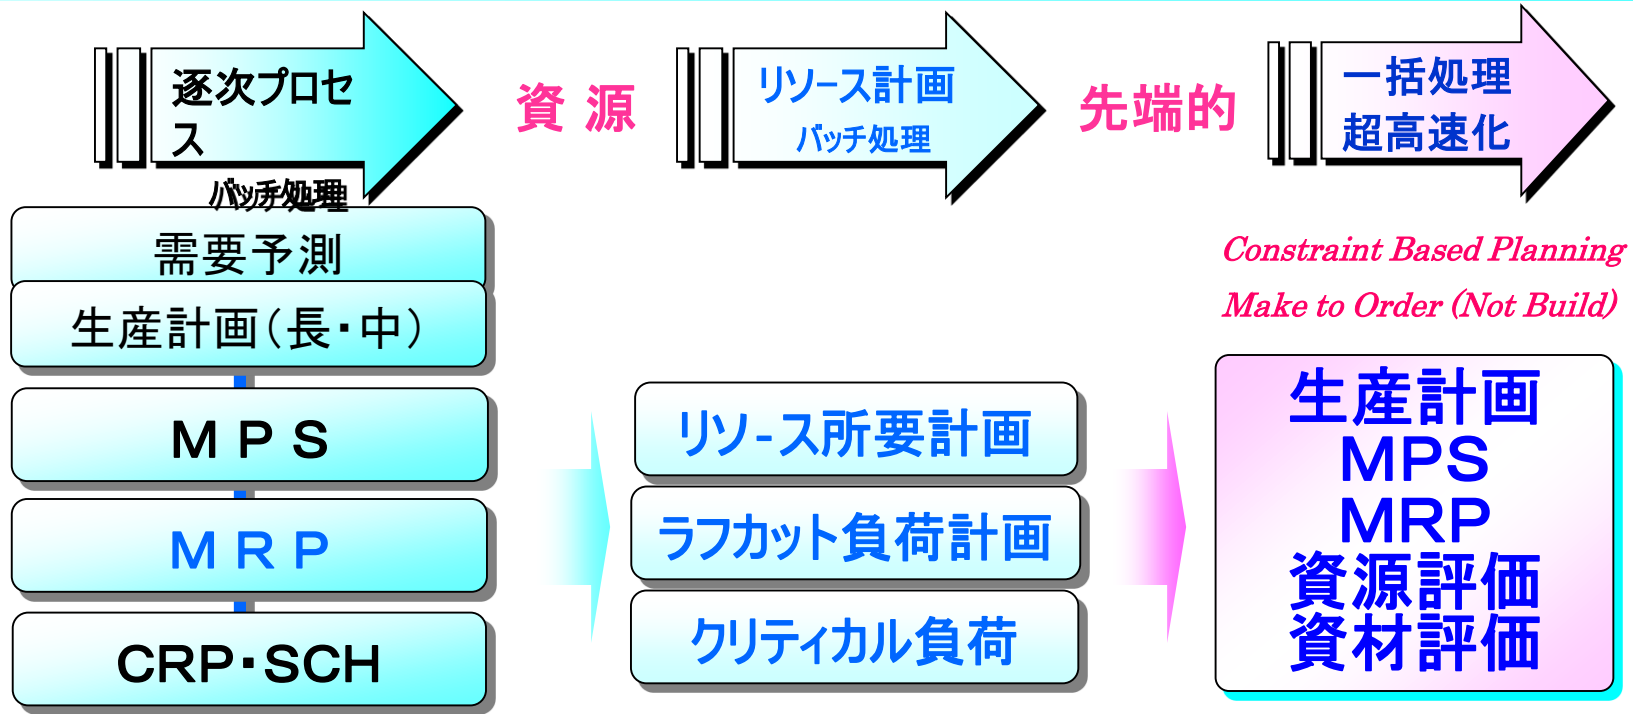 逐次プロセ
ス
バッチ処理
資 源
リソース計画
バッチ処理
先端的
一括処理
超高速化
需要予測
生産計画(長・中)
ＭＰＳ
ＭＲＰ
CRP・SCH
リソ-ス所要計画
ラフカット負荷計画
クリティカル負荷
Constraint Based Planning
Make to Order (Not Build)
生産計画
MPS
MRP
資源評価
資材評価